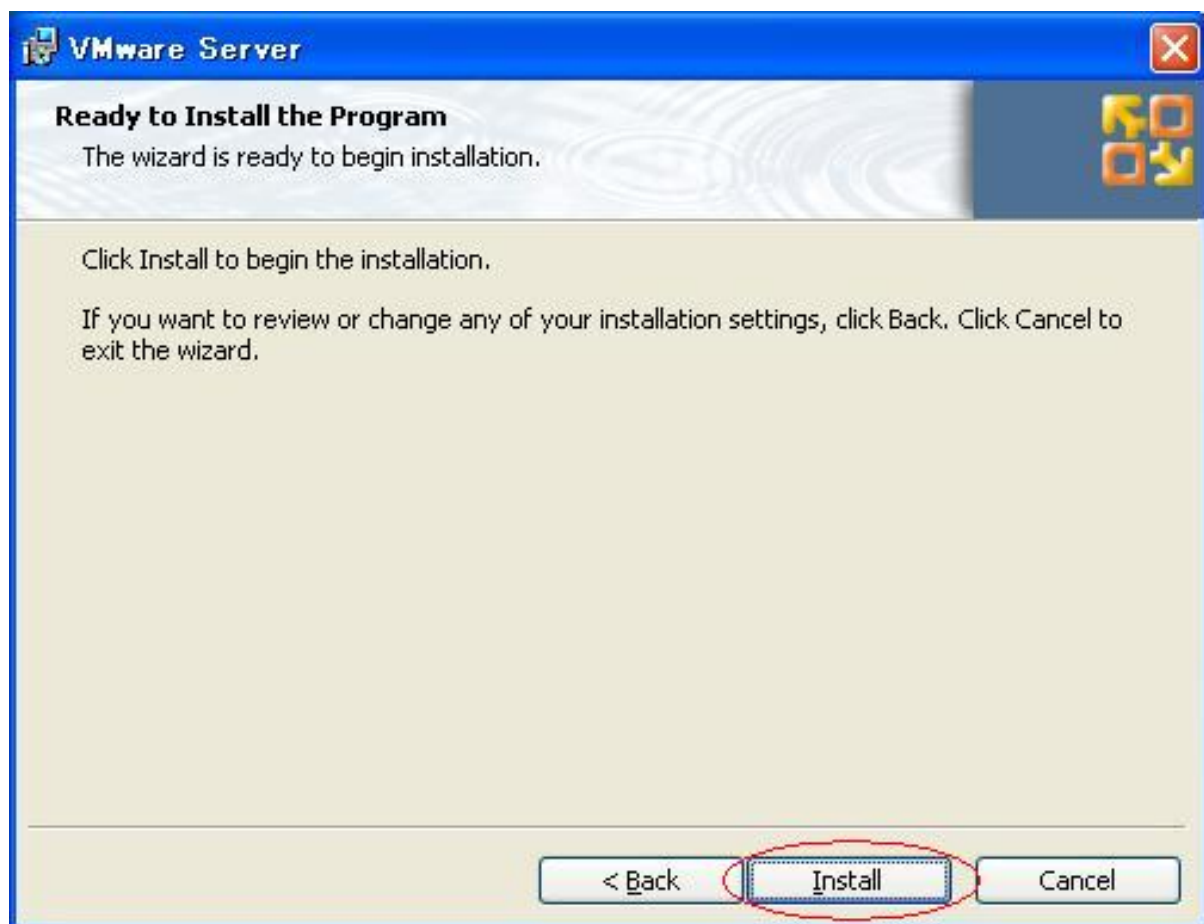 VMware Server
Ready to Install the Program
The wizard is ready to begin installation.
Click Install to begin the installation.
If you want to review or change any of your installation settings, click Back. Click Cancel to
exit the wizard.
< Back Install Cancel